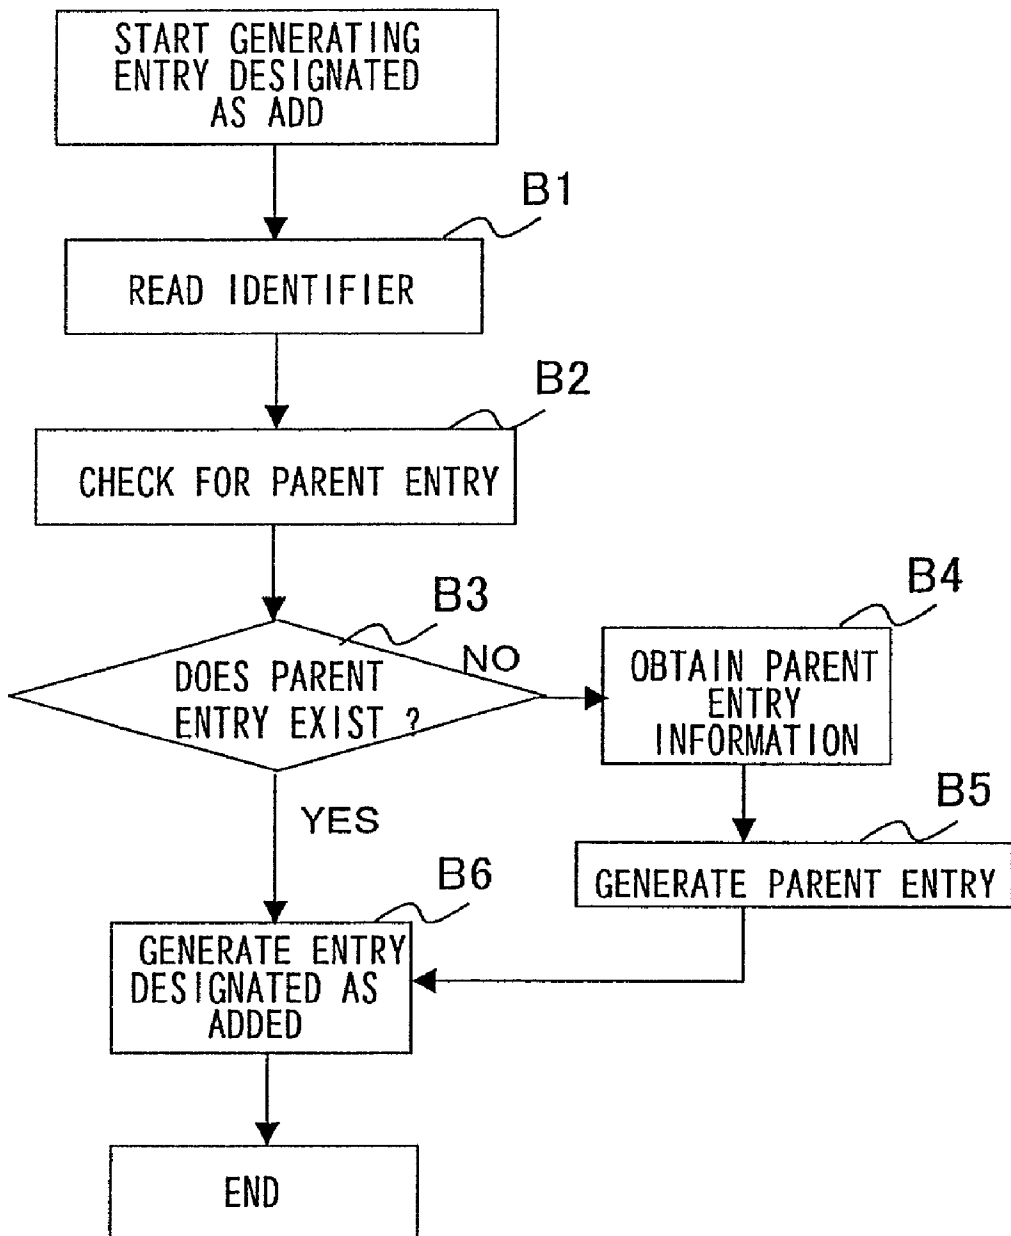 START GENERATING
ENTRY DESIGNATED
AS ADD
B1
READ IDENTIFIER
B2
CHECK FOR PARENT ENTRY
B3
DOES PARENT
ENTRY EXIST ?
NO
B4
OBTAIN PARENT
ENTRY
INFORMATION
YES
B5
GENERATE PARENT ENTRY
B6
GENERATE ENTRY
DESIGNATED AS
ADDED
END